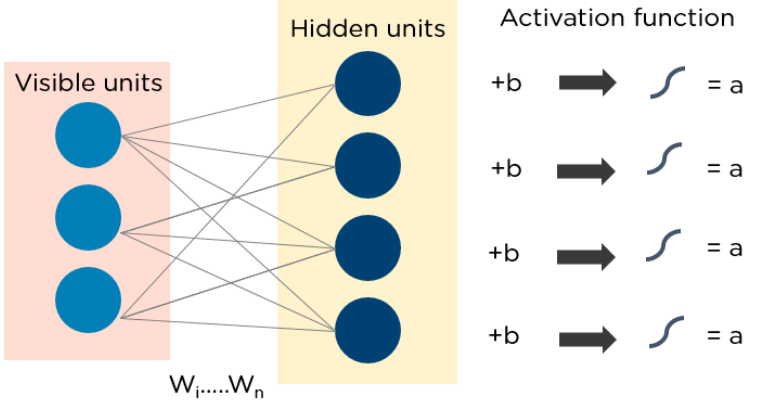 Activation function
Hidden units
Visible units
+b = a
+b = a
+b = a
+b = a
Wi.....Wn